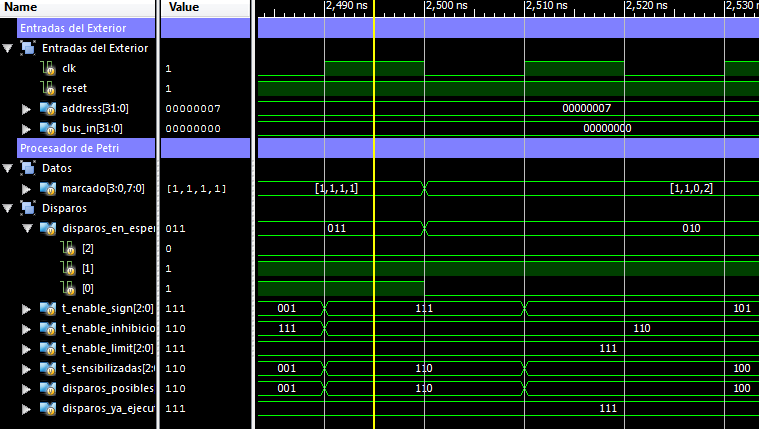 Name Value 2,490 ns 2,500 ns 2,510 ns 2,520 ns 2,530 ns
Entradas del Exterior
Entradas del Exterior
clk 1
reset 1
address[31:0] 00000007 00000007
bus_in[31:0] 00000000 00000000
Procesador de Petri
Datos
marcado[3:0,7:0] [1,1,1,1] [1,1,1,1] [1,1,0,2]
Disparos
disparos_en_esper 011 011 010
[2] 0
[1] 1
[0] 1
t_enable_sign[2:0] 111 001 111 101
t_enable_inhibicio 110 111 110
t_enable_limit[2:0] 111 111
t_sensibilizadas[2: 110 001 110 100
disparos_posibles 110 001 110 100
disparos_ya_ejecu 111 111